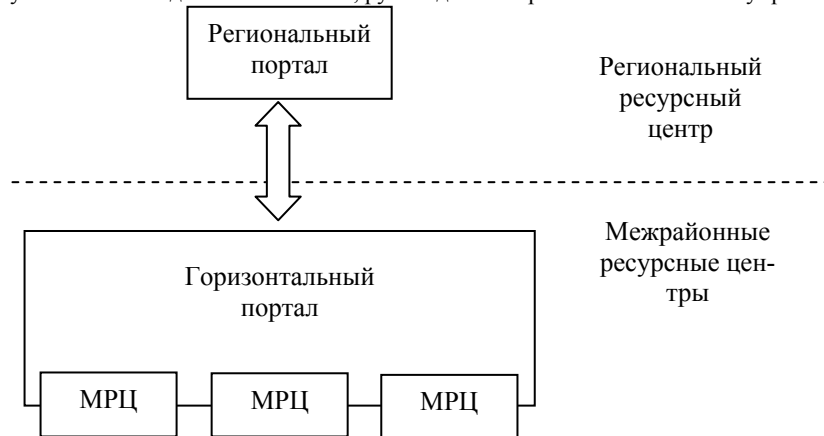 Региональный
портал
Региональный
ресурсный
центр
Межрайонные
ресурсные цен-
тры
Горизонтальный
портал
МРЦ
МРЦ
МРЦ